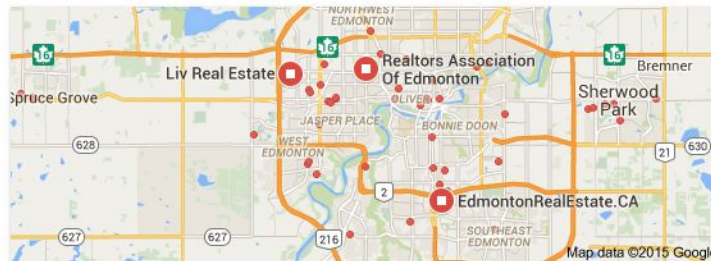 NORTHWEST
EDMONTON
16
16
16
Liv Real Estate
Realtors Association
Of Edmonton
Bremner
Spruce Grove
OLIVER
Sherwood
Park
JASPER PLACE
BONNIE DOON
628
WEST
EDMONTON
21
630
2
EdmontonRealEstate.CA
627
627
216
SOUTHEAST
EDMONTON
Map data ©2015 Google